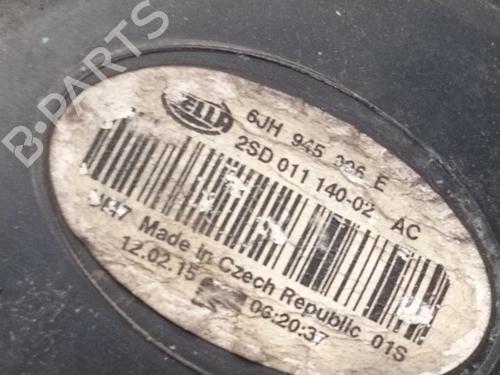 B-PARTS
HELLA
6JH 945 096 E
2SD 011 140-02 AC
Made in Czech Republic 01S
12.02.15
06:20:37